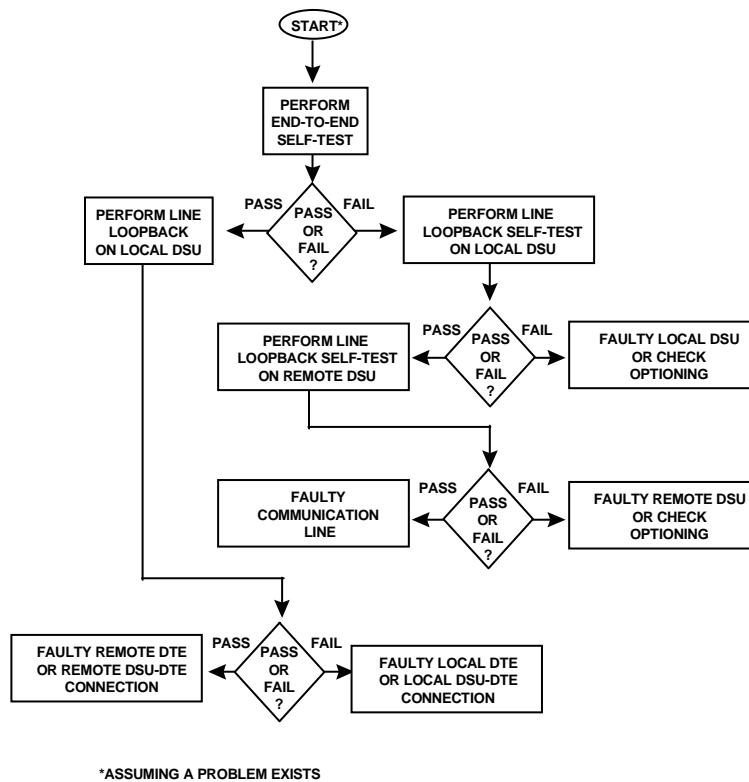 START*
PERFORM
END-TO-END
SELF-TEST
PASS
PASS
OR
FAIL
?
FAIL
PERFORM LINE
LOOPBACK
ON LOCAL DSU
PERFORM LINE
LOOPBACK SELF-TEST
ON LOCAL DSU
PERFORM LINE
LOOPBACK SELF-TEST
ON REMOTE DSU
PASS
PASS
OR
FAIL
?
FAIL
FAULTY LOCAL DSU
OR CHECK
OPTIONING
FAULTY
COMMUNICATION
LINE
PASS
PASS
OR
FAIL
?
FAIL
FAULTY REMOTE DSU
OR CHECK
OPTIONING
FAULTY REMOTE DTE
OR REMOTE DSU-DTE
CONNECTION
PASS
PASS
OR
FAIL
?
FAIL
FAULTY LOCAL DTE
OR LOCAL DSU-DTE
CONNECTION
*ASSUMING A PROBLEM EXISTS